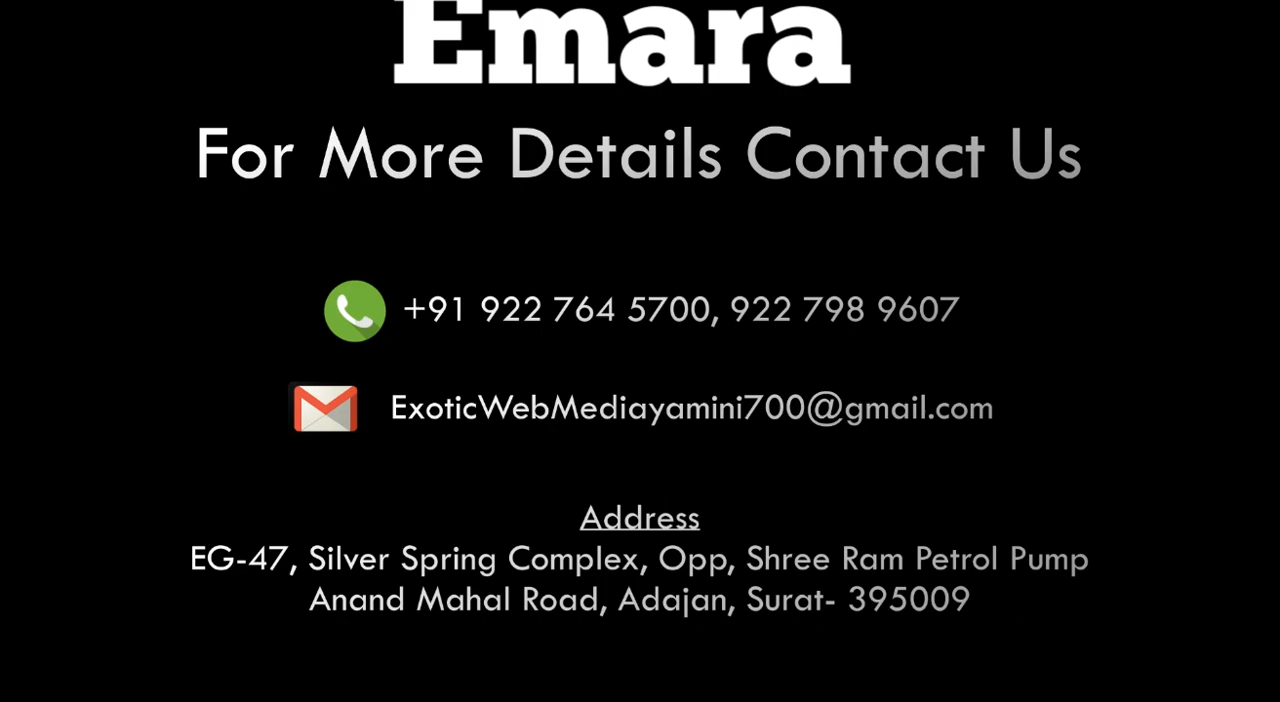 Emara
For More Details Contact Us
+91 922 764 5700, 922 798 9607
ExoticWebMediayamini700@gmail.com
Address
EG-47, Silver Spring Complex, Opp, Shree Ram Petrol Pump
Anand Mahal Road, Adajan, Surat- 395009